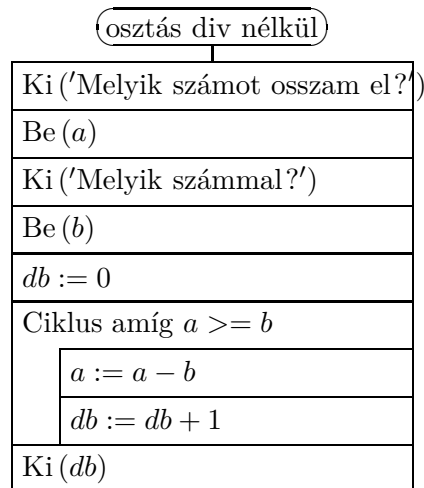 osztás div nélkül
Ki('Melyik számot osszam el?')
Be(a)
Ki('Melyik számmal?')
Be(b)
db := 0
Ciklus amíg a >= b
a := a − b
db := db + 1
Ki(db)